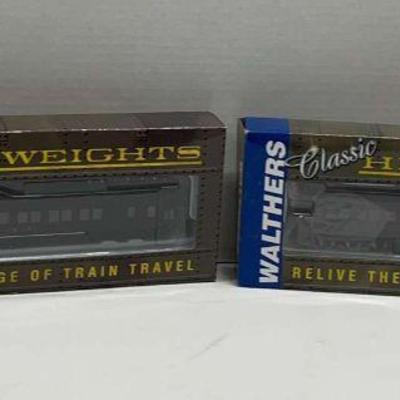 WEIGHTS
GE OF TRAIN TRAVEL
WALTHERS
Classic
H
RELIVE THE